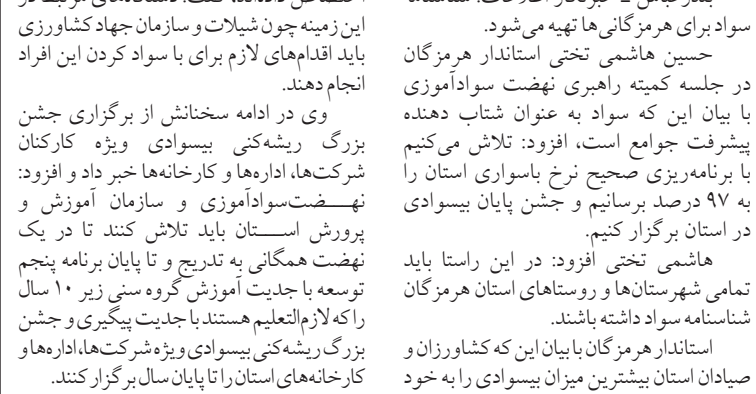 سواد برای هرمزگانی‌ها تهیه می‌شود.
حسین هاشمی تختی استاندار هرمزگان
در جلسه کمیته راهبری نهضت سوادآموزی
با بیان این که سواد به عنوان شتاب دهنده
پیشرفت جوامع است، افزود: تلاش می‌کنیم
با برنامه‌ریزی صحیح نرخ باسواری استان را
به ۹۷ درصد برسانیم و جشن پایان بیسوادی
در استان برگزار کنیم.
هاشمی تختی افزود: در این راستا باید
تمامی شهرستان‌ها و روستاهای استان هرمزگان
شناسنامه سواد داشته باشند.
استاندار هرمزگان با بیان این که کشاورزان و
صیادان استان بیشترین میزان بیسوادی را به خود
این زمینه چون شیلات و سازمان جهاد کشاورزی
باید اقدام‌های لازم برای با سواد کردن این افراد
انجام دهند.
وی در ادامه سخنانش از برگزاری جشن
بزرگ ریشه‌کنی بیسوادی ویژه کارکنان
شرکت‌ها، اداره‌ها و کارخانه‌ها خبر داد و افزود:
نهـــضت‌سوادآموزی و سازمان آموزش و
پرورش اســـتان باید تلاش کنند تا در یک
نهضت همگانی به تدریج و تا پایان برنامه پنجم
توسعه با جدیت آموزش گروه سنی زیر ۱۰ سال
را که لازم‌التعلیم هستند با جدیت پیگیری و جشن
بزرگ ریشه‌کنی بیسوادی ویژه شرکت‌ها، اداره‌ها و
کارخانه‌های استان را تا پایان سال برگزار کنند.